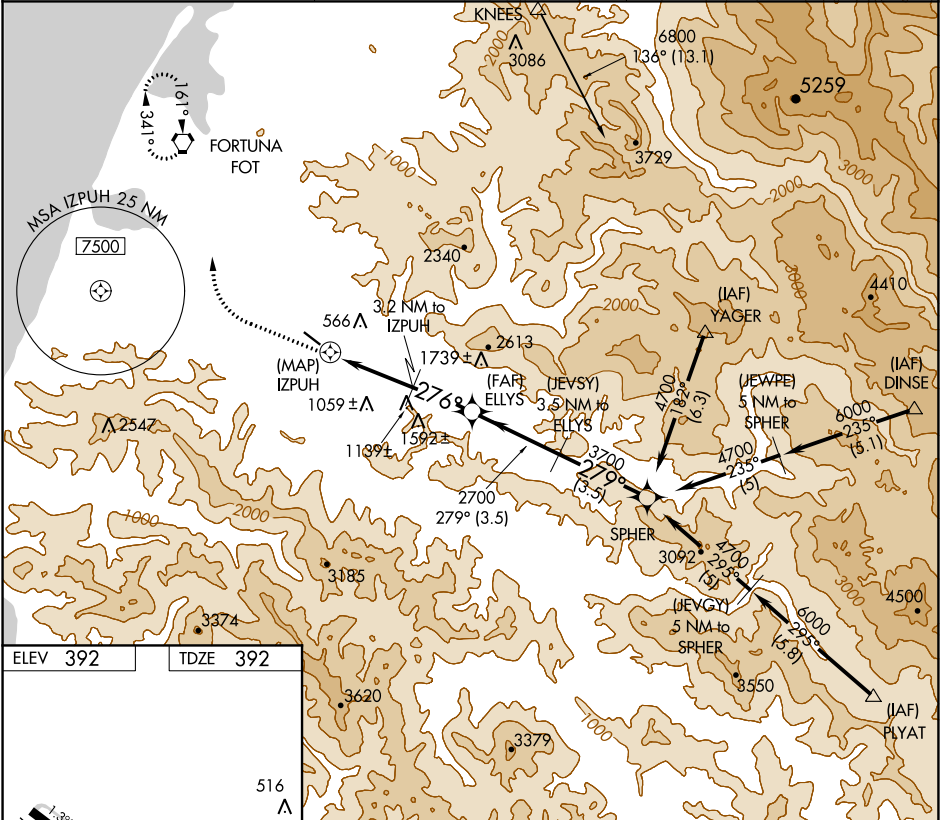 KNEES
3086
2000
6800
136° (13.1)
5259
161°
341°
FORTUNA
FOT
3729
1000
3000
2000
MSA IZPUH 25 NM
7500
2340
3000
4410
2000
(IAF)
YAGER
566
3.2 NM to
IZPUH
2613
1739 ±
(MAP)
IZPUH
276°
(FAF)
ELLYS
(JEVSY)
3.5 NM to
ELLYS
4700
182°
(6.3)
(JEWPE)
5 NM to
SPHER
(IAF)
DINSE
6000
235°
(5.1)
1059 ±
2547
1139±
1592 ±
4700
235°
(5)
3700
279°
(3.5)
2700
279° (3.5)
1000
2000
SPHER
3092
4700
295°
(5)
3185
(JEVGY)
5 NM to
SPHER
6000
295°
(5.8)
3000
4500
3374
ELEV 392
TDZE 392
3550
3620
(IAF)
PLYAT
1000
3379
516